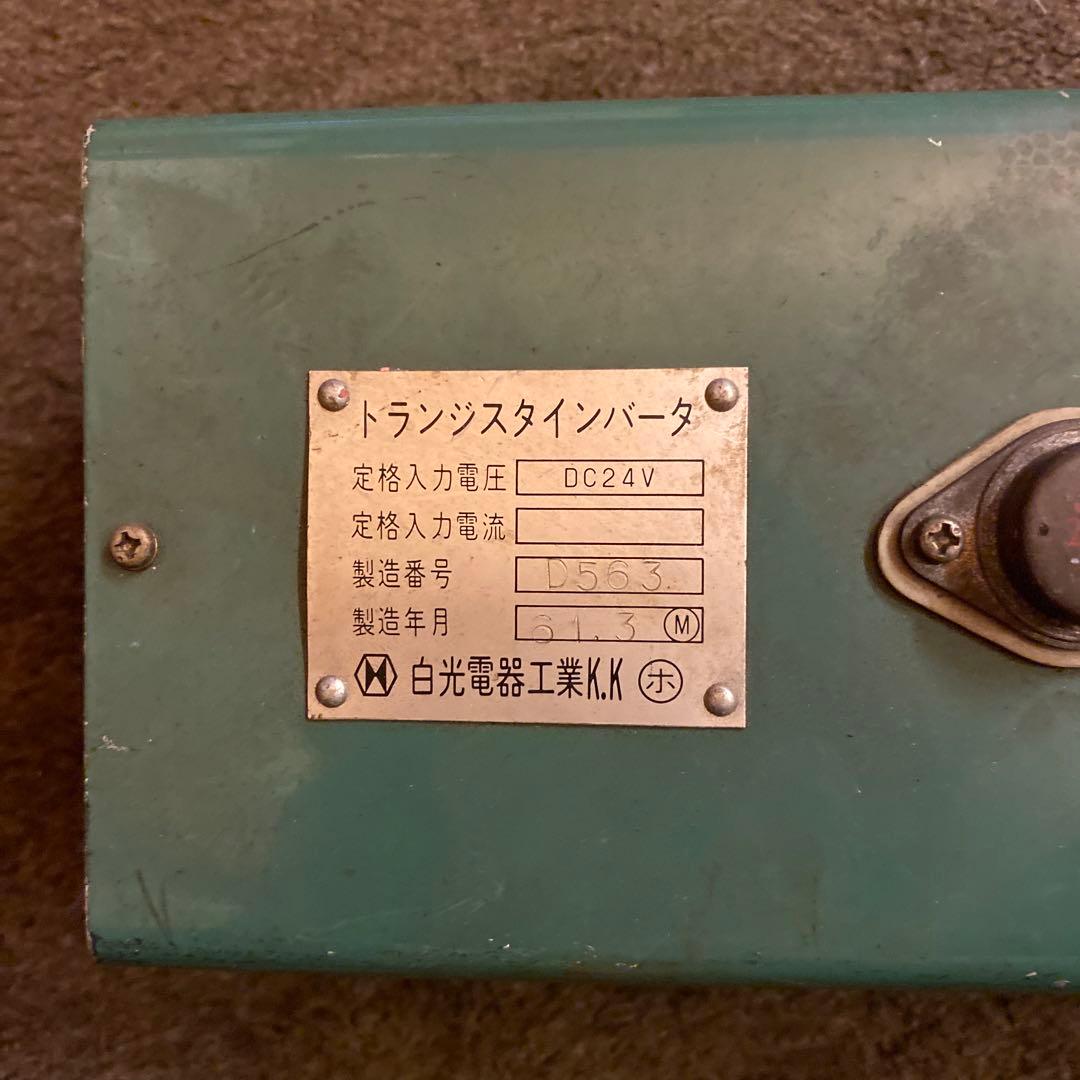 トランジスタインバータ
定格入力電圧 DC24V
定格入力電流
製造番号 D563
製造年月 61.3 Ⓜ
白光電器工業K.K ㋭